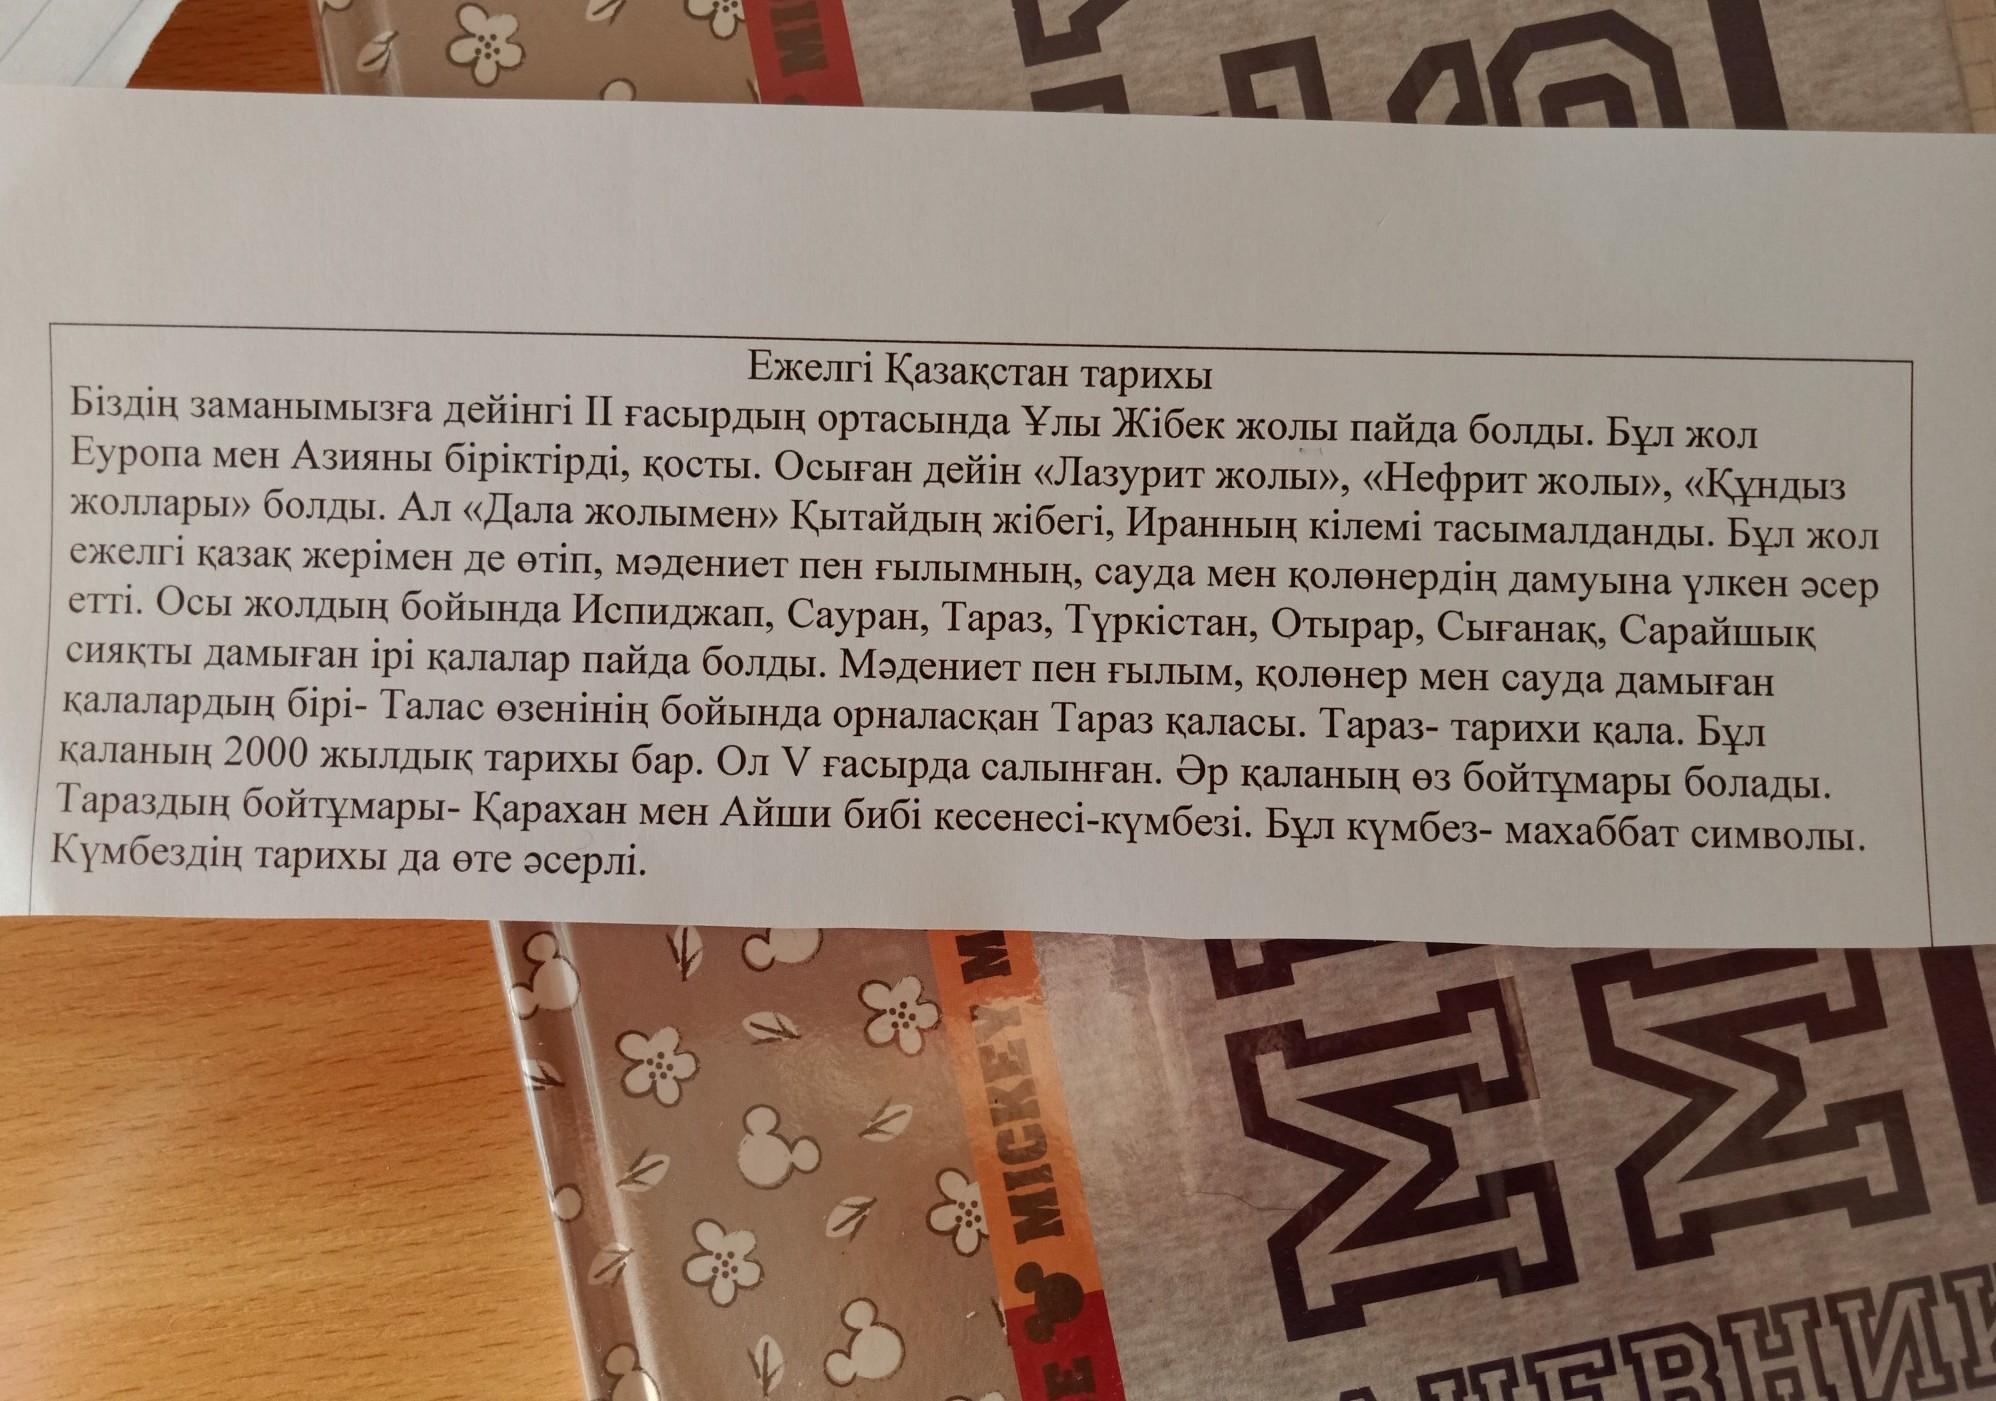 MI
Ежелгі Қазақстан тарихы
Біздің заманымызға дейінгі II ғасырдың ортасында Ұлы Жібек жолы пайда болды. Бұл жол
Еуропа мен Азияны біріктірді, қосты. Осыған дейін «Лазурит жолы», «Нефрит жолы», «Құндыз
жоллары» болды. Ал «Дала жолымен» Қытайдың жібегі, Иранның кілемі тасымалданды. Бұл жол
ежелгі қазақ жерімен де өтіп, мәдениет пен ғылымның, сауда мен қолөнердің дамуына үлкен әсер
етті. Осы жолдың бойында Испиджап, Сауран, Тараз, Түркістан, Отырар, Сығанақ, Сарайшық
сияқты дамыған ірі қалалар пайда болды. Мәдениет пен ғылым, қолөнер мен сауда дамыған
қалалардың бірі- Талас өзенінің бойында орналасқан Тараз қаласы. Тараз- тарихи қала. Бұл
қаланың 2000 жылдық тарихы бар. Ол V ғасырда салынған. Әр қаланың өз бойтұмары болады.
Тараздың бойтұмары- Қарахан мен Айши бибі кесенесі-күмбезі. Бұл күмбез- махаббат символы.
Күмбездің тарихы да өте әсерлі.
M
MICKEY
E